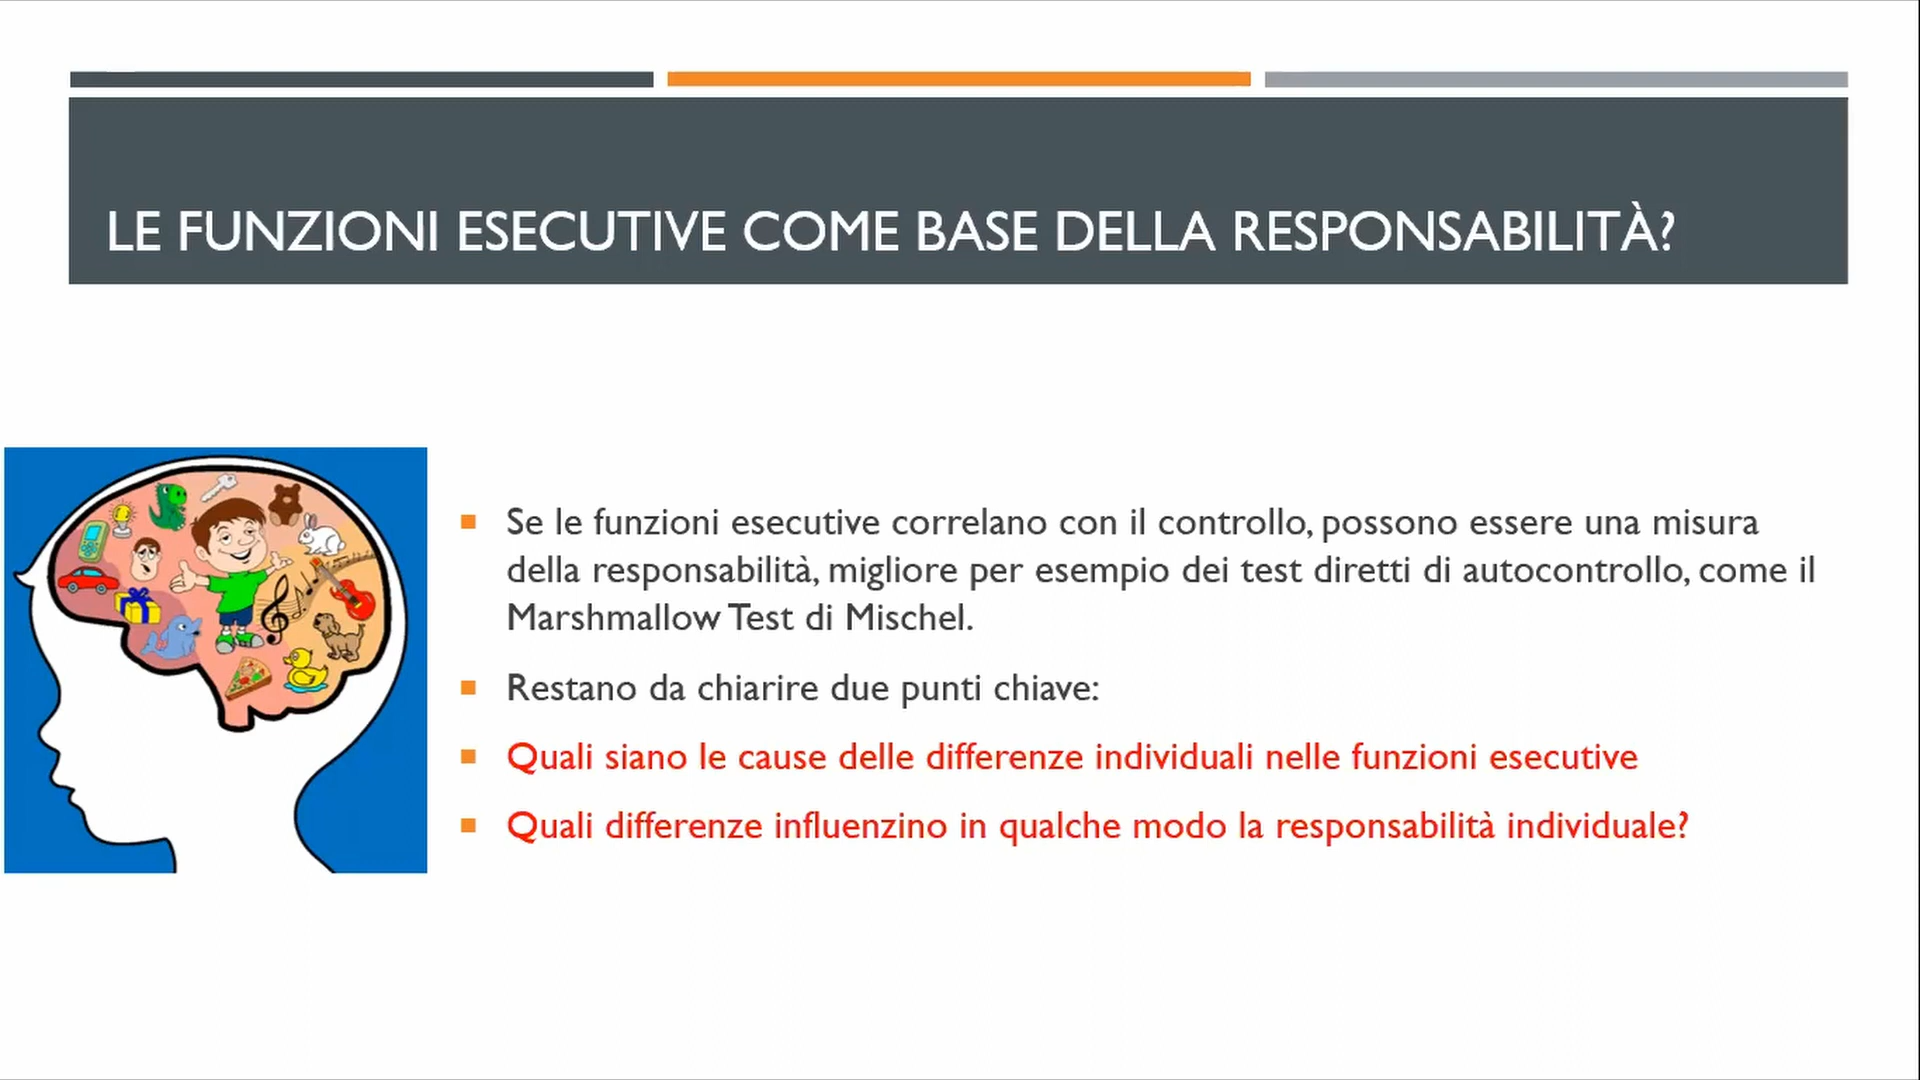 LE FUNZIONI ESECUTIVE COME BASE DELLA RESPONSABILITÀ?
Se le funzioni esecutive correlano con il controllo, possono essere una misura
della responsabilità, migliore per esempio dei test diretti di autocontrollo, come il
Marshmallow Test di Mischel.
Restano da chiarire due punti chiave:
Quali siano le cause delle differenze individuali nelle funzioni esecutive
Quali differenze influenzino in qualche modo la responsabilità individuale?